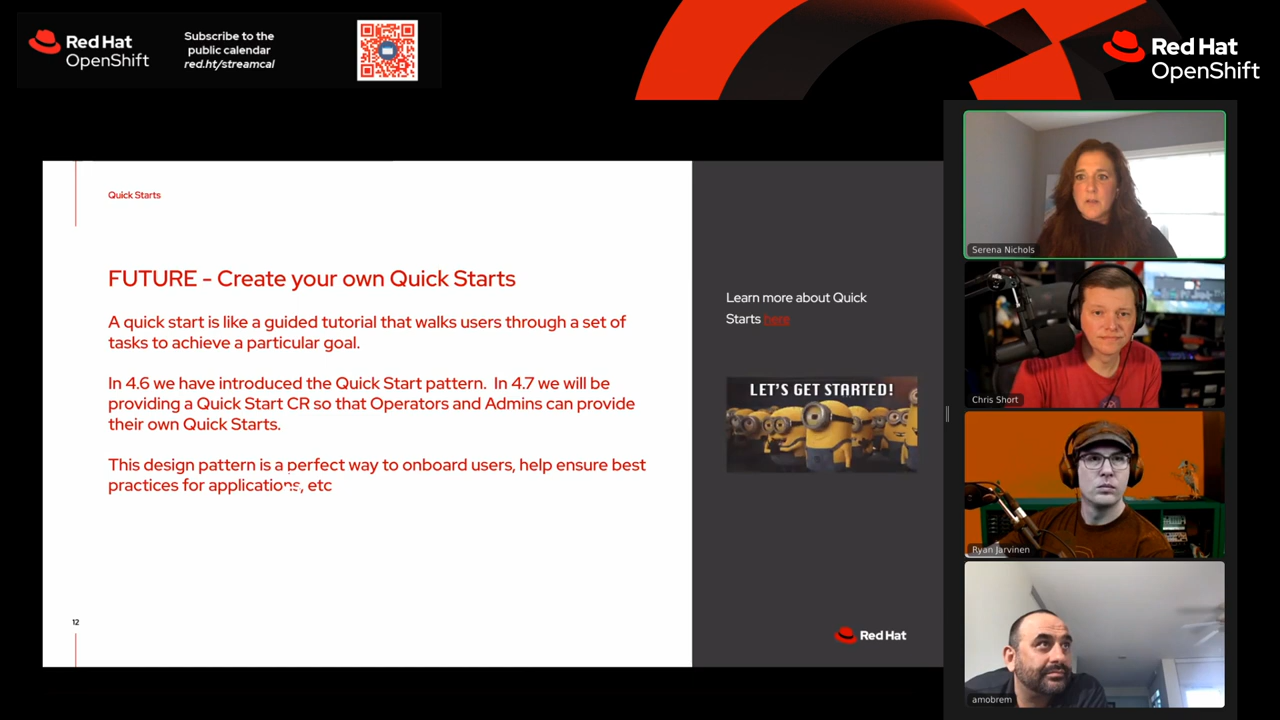 Red Hat
OpenShift
Subscribe to the
public calendar
red.ht/streamcal
Red Hat
OpenShift
Quick Starts
FUTURE - Create your own Quick Starts
A quick start is like a guided tutorial that walks users through a set of
tasks to achieve a particular goal.
In 4.6 we have introduced the Quick Start pattern. In 4.7 we will be
providing a Quick Start CR so that Operators and Admins can provide
their own Quick Starts.
This design pattern is a perfect way to onboard users, help ensure best
practices for applications, etc
12
Learn more about Quick
Starts here
LET'S GET STARTED!
Red Hat
Serena Nichols
Chris Short
Ryan Jarvinen
amobrem